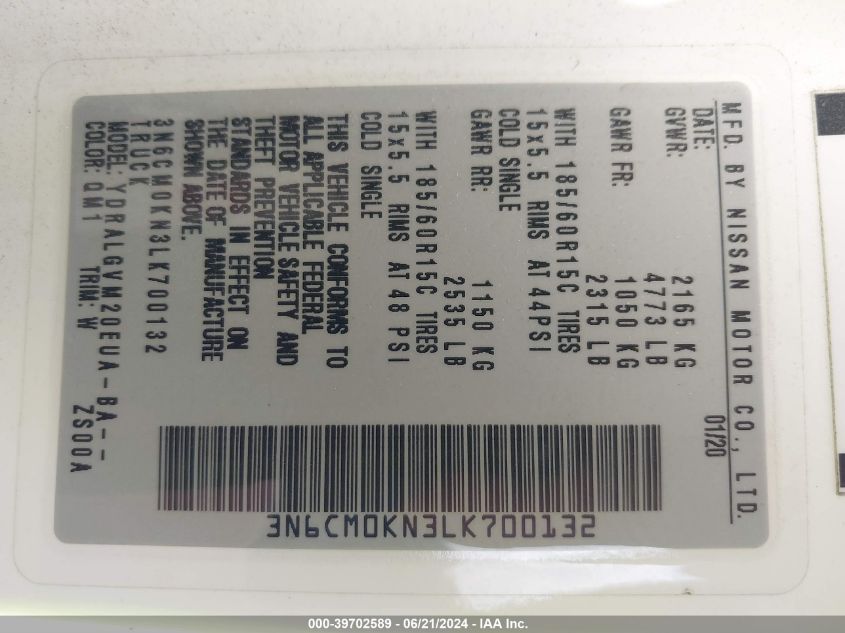 MFD. BY NISSAN MOTOR CO., LTD.
DATE: 01/20
GVWR: 2165 KG
4773 LB
GAWR FR: 1050 KG
2315 LB
WITH 185/60R15C TIRES
15x5.5 RIMS AT 44PSI
COLD SINGLE
GAWR RR: 1150 KG
2535 LB
WITH 185/60R15C TIRES
15x5.5 RIMS AT 48 PSI
COLD SINGLE
THIS VEHICLE CONFORMS TO
ALL APPLICABLE FEDERAL
MOTOR VEHICLE SAFETY AND
THEFT PREVENTION
STANDARDS IN EFFECT ON
THE DATE OF MANUFACTURE
SHOWN ABOVE.
3N6CM0KN3LK700132
TRUCK
MODEL: YDRALGVM20EUA-BA--
COLOR: QM1 TRIM: W ZS00A
3N6CM0KN3LK700132
000-39702589 - 06/21/2024 - IAA Inc.